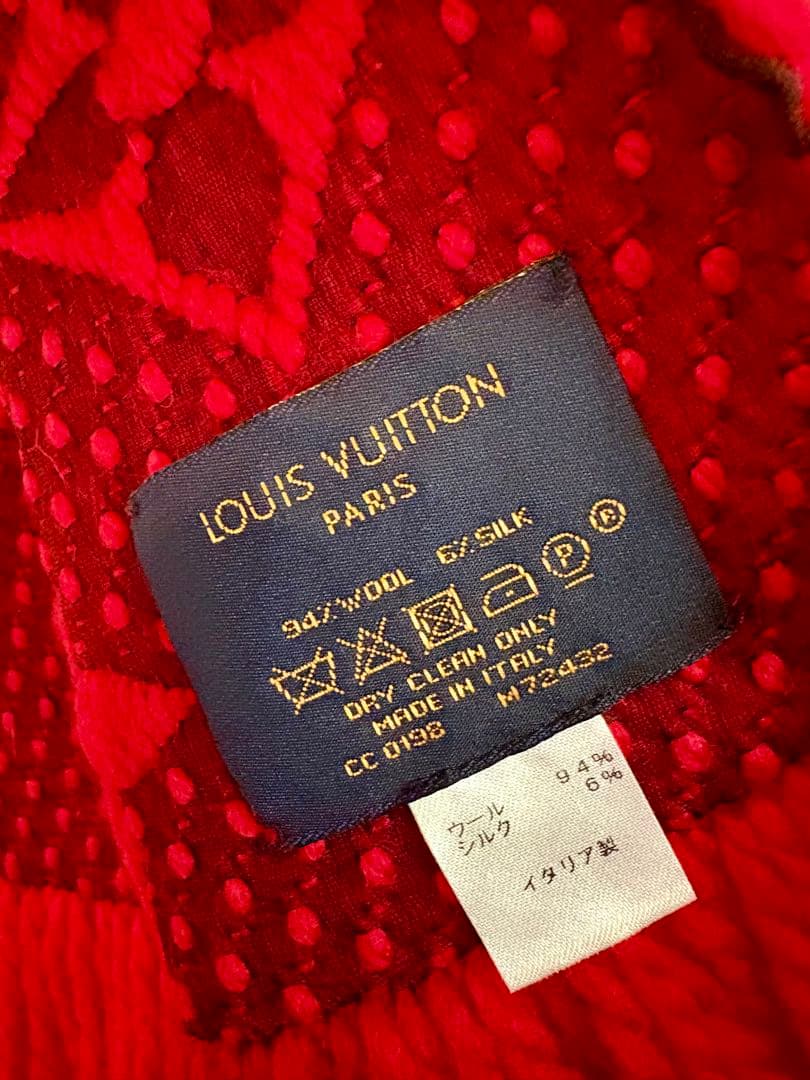 LOUIS VUITTON
PARIS
94%WOOL 6%SILK
P
R
DRY CLEAN ONLY
MADE IN ITALY
CC 0198 M72432
ウール 94%
シルク 6%
イタリア製